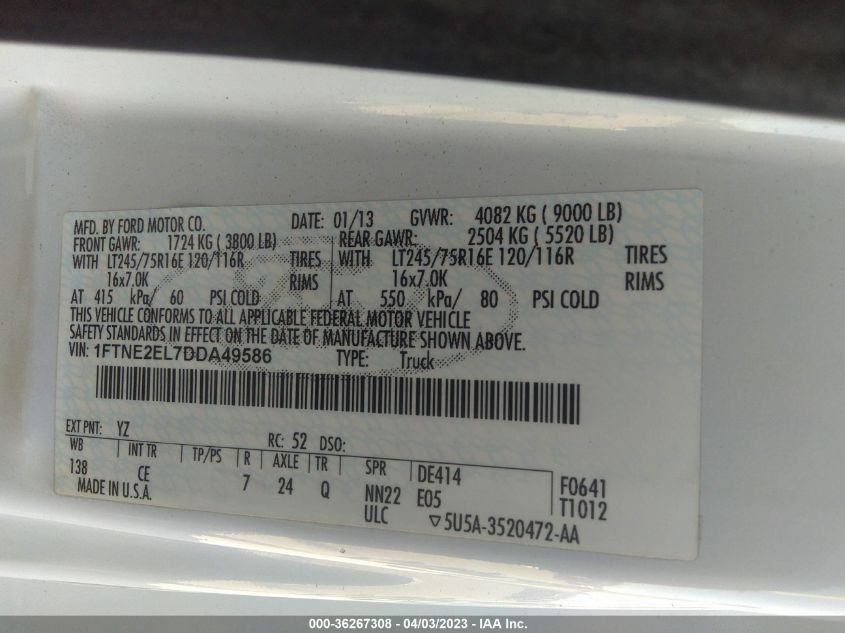 MFD. BY FORD MOTOR CO. DATE: 01/13 GVWR: 4082 KG ( 9000 LB)
FRONT GAWR: 1724 KG ( 3800 LB) REAR GAWR: 2504 KG ( 5520 LB)
WITH LT245/75R16E 120/116R TIRES WITH LT245/75R16E 120/116R TIRES
16x7.0K RIMS 16x7.0K RIMS
AT 415 kPa/ 60 PSI COLD AT 550 kPa/ 80 PSI COLD
THIS VEHICLE CONFORMS TO ALL APPLICABLE FEDERAL MOTOR VEHICLE
SAFETY STANDARDS IN EFFECT ON THE DATE OF MANUFACTURE SHOWN ABOVE.
VIN: 1FTNE2EL7DDA49586 TYPE: Truck
EXT PNT: YZ RC: 52 DSO:
WB INT TR TP/PS R AXLE TR SPR DE414 F0641
138 CE 7 24 Q NN22 E05 T1012
MADE IN U.S.A. ULC ▽5U5A-3520472-AA
000-36267308 - 04/03/2023 - IAA Inc.